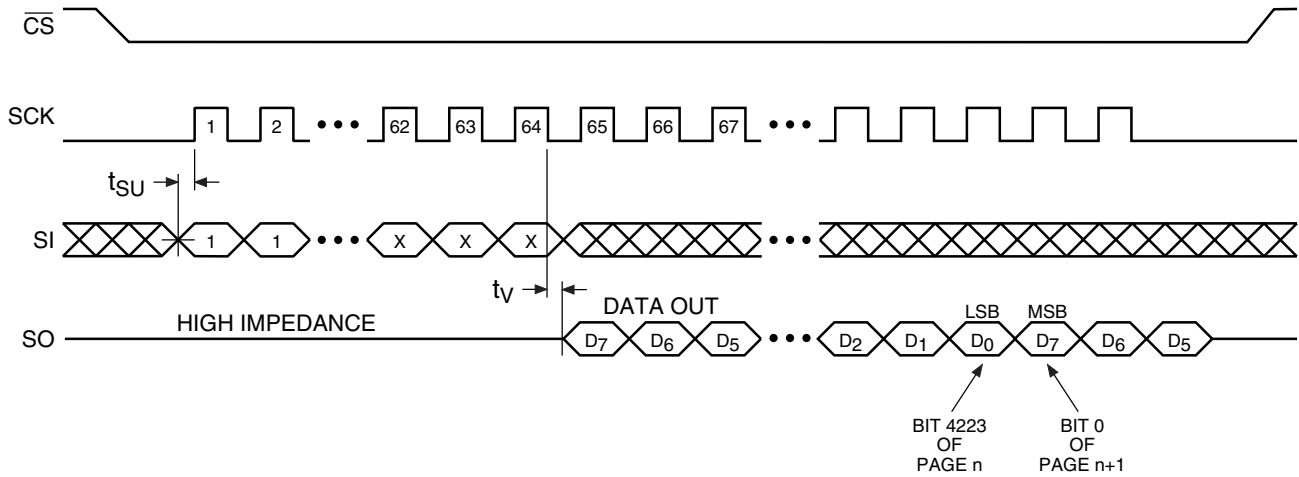 CS
SCK
1 2 ••• 62 63 64 65 66 67 •••
tSU
SI
1 1 ••• X X X •••
tV
DATA OUT
HIGH IMPEDANCE
LSB MSB
SO
D7 D6 D5 ••• D2 D1 D0 D7 D6 D5
BIT 4223
OF
PAGE n
BIT 0
OF
PAGE n+1